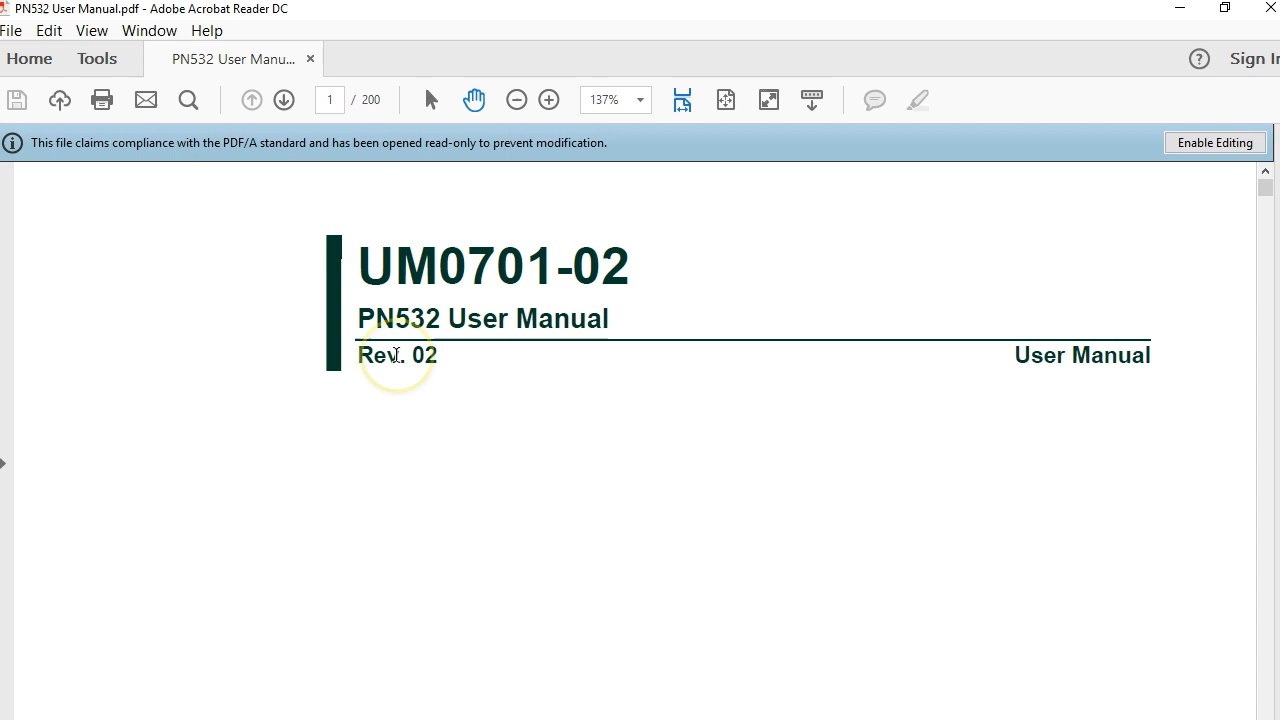 PN532 User Manual.pdf - Adobe Acrobat Reader DC
File Edit View Window Help
Home Tools PN532 User Manu... ×
? Sign In
1 / 200 137%
This file claims compliance with the PDF/A standard and has been opened read-only to prevent modification.
Enable Editing
UM0701-02
PN532 User Manual
Rev. 02 User Manual